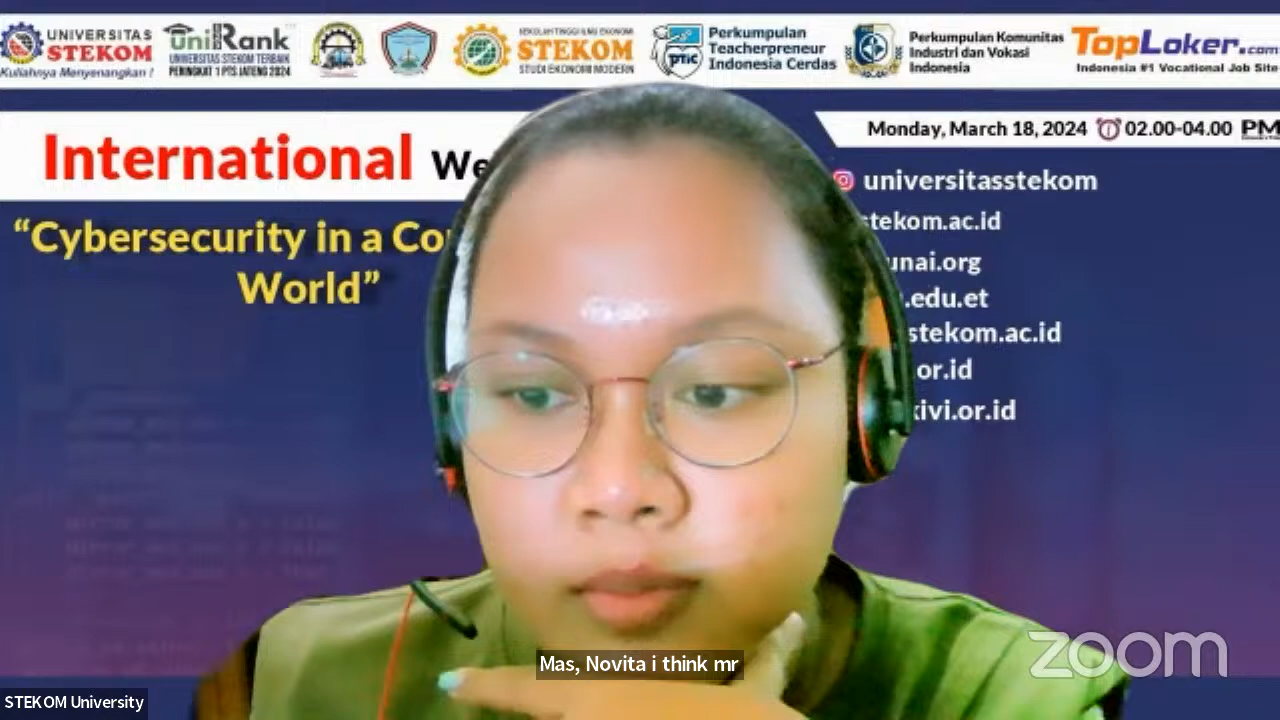 UNIVERSITAS
STEKOM
Kuliahnya Menyenangkan !
UniRank
UNIVERSITAS STEKOM TERBAIK
PERINGKAT 1 PTS JATENG 2024
SEKOLAH TINGGI ILMU EKONOMI
STEKOM
STUDI EKONOMI MODERN
PTIC
Perkumpulan
Teacherpreneur
Indonesia Cerdas
Perkumpulan Komunitas
Industri dan Vokasi
Indonesia
TopLoker.com
Indonesia #1 Vocational Job Site
International We
Monday, March 18, 2024 02.00-04.00 PM
universitasstekom
stekom.ac.id
unai.org
.edu.et
stekom.ac.id
or.id
kivi.or.id
“Cybersecurity in a Co
World”
Mas, Novita i think mr
zoom
STEKOM University